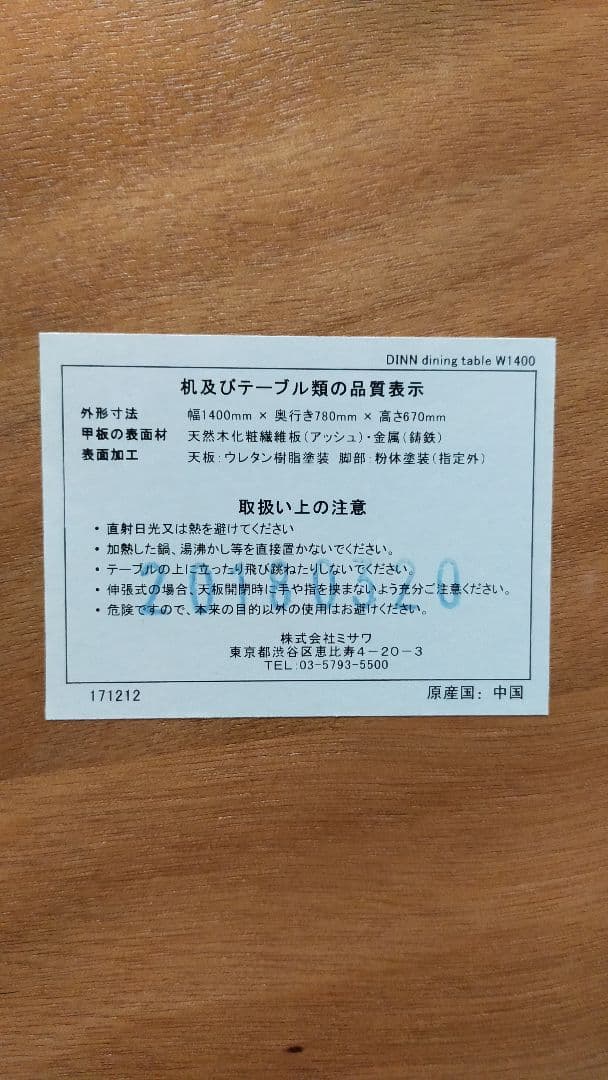 DINN dining table W1400
机及びテーブル類の品質表示
外形寸法 幅1400mm × 奥行き780mm × 高さ670mm
甲板の表面材 天然木化粧繊維板(アッシュ)・金属(鋳鉄)
表面加工 天板:ウレタン樹脂塗装 脚部:粉体塗装(指定外)
取扱い上の注意
・直射日光又は熱を避けてください
・加熱した鍋、湯沸かし等を直接置かないでください。
・テーブルの上に立ったり飛び跳ねたりしないでください。
・伸張式の場合、天板開閉時に手や指を挟まないよう充分ご注意ください。
・危険ですので、本来の目的以外の使用はお避けください。
20180320
株式会社ミサワ
東京都渋谷区恵比寿4-20-3
TEL:03-5793-5500
171212 原産国: 中国